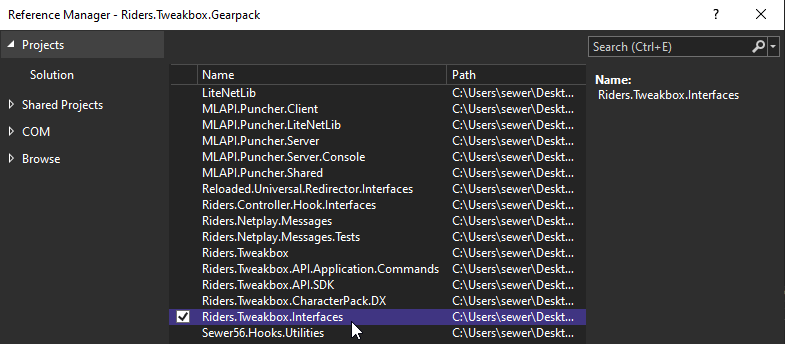 Reference Manager - Riders.Tweakbox.Gearpack
? ×
Projects
Solution
Shared Projects
COM
Browse
Name Path
LiteNetLib C:\Users\sewer\Deskt...
MLAPI.Puncher.Client C:\Users\sewer\Deskt...
MLAPI.Puncher.LiteNetLib C:\Users\sewer\Deskt...
MLAPI.Puncher.Server C:\Users\sewer\Deskt...
MLAPI.Puncher.Server.Console C:\Users\sewer\Deskt...
MLAPI.Puncher.Shared C:\Users\sewer\Deskt...
Reloaded.Universal.Redirector.Interfaces C:\Users\sewer\Deskt...
Riders.Controller.Hook.Interfaces C:\Users\sewer\Deskt...
Riders.Netplay.Messages C:\Users\sewer\Deskt...
Riders.Netplay.Messages.Tests C:\Users\sewer\Deskt...
Riders.Tweakbox C:\Users\sewer\Deskt...
Riders.Tweakbox.API.Application.Commands C:\Users\sewer\Deskt...
Riders.Tweakbox.API.SDK C:\Users\sewer\Deskt...
Riders.Tweakbox.CharacterPack.DX C:\Users\sewer\Deskt...
Riders.Tweakbox.Interfaces C:\Users\sewer\Deskt...
Sewer56.Hooks.Utilities C:\Users\sewer\Deskt...
Search (Ctrl+E)
Name:
Riders.Tweakbox.Interfaces